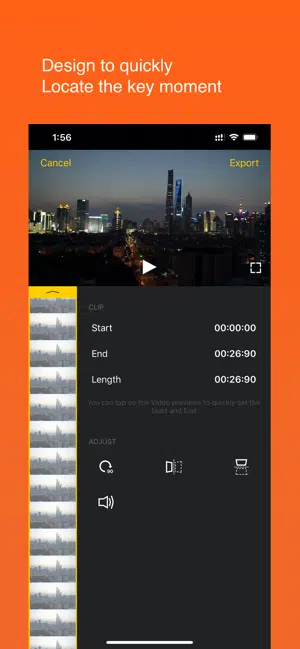 Design to quickly
Locate the key moment
1:56
Cancel
Export
CLIP
Start 00:00:00
End 00:26:90
Length 00:26:90
You can tap on the Video previews to quickly set the
Start and End
ADJUST
90